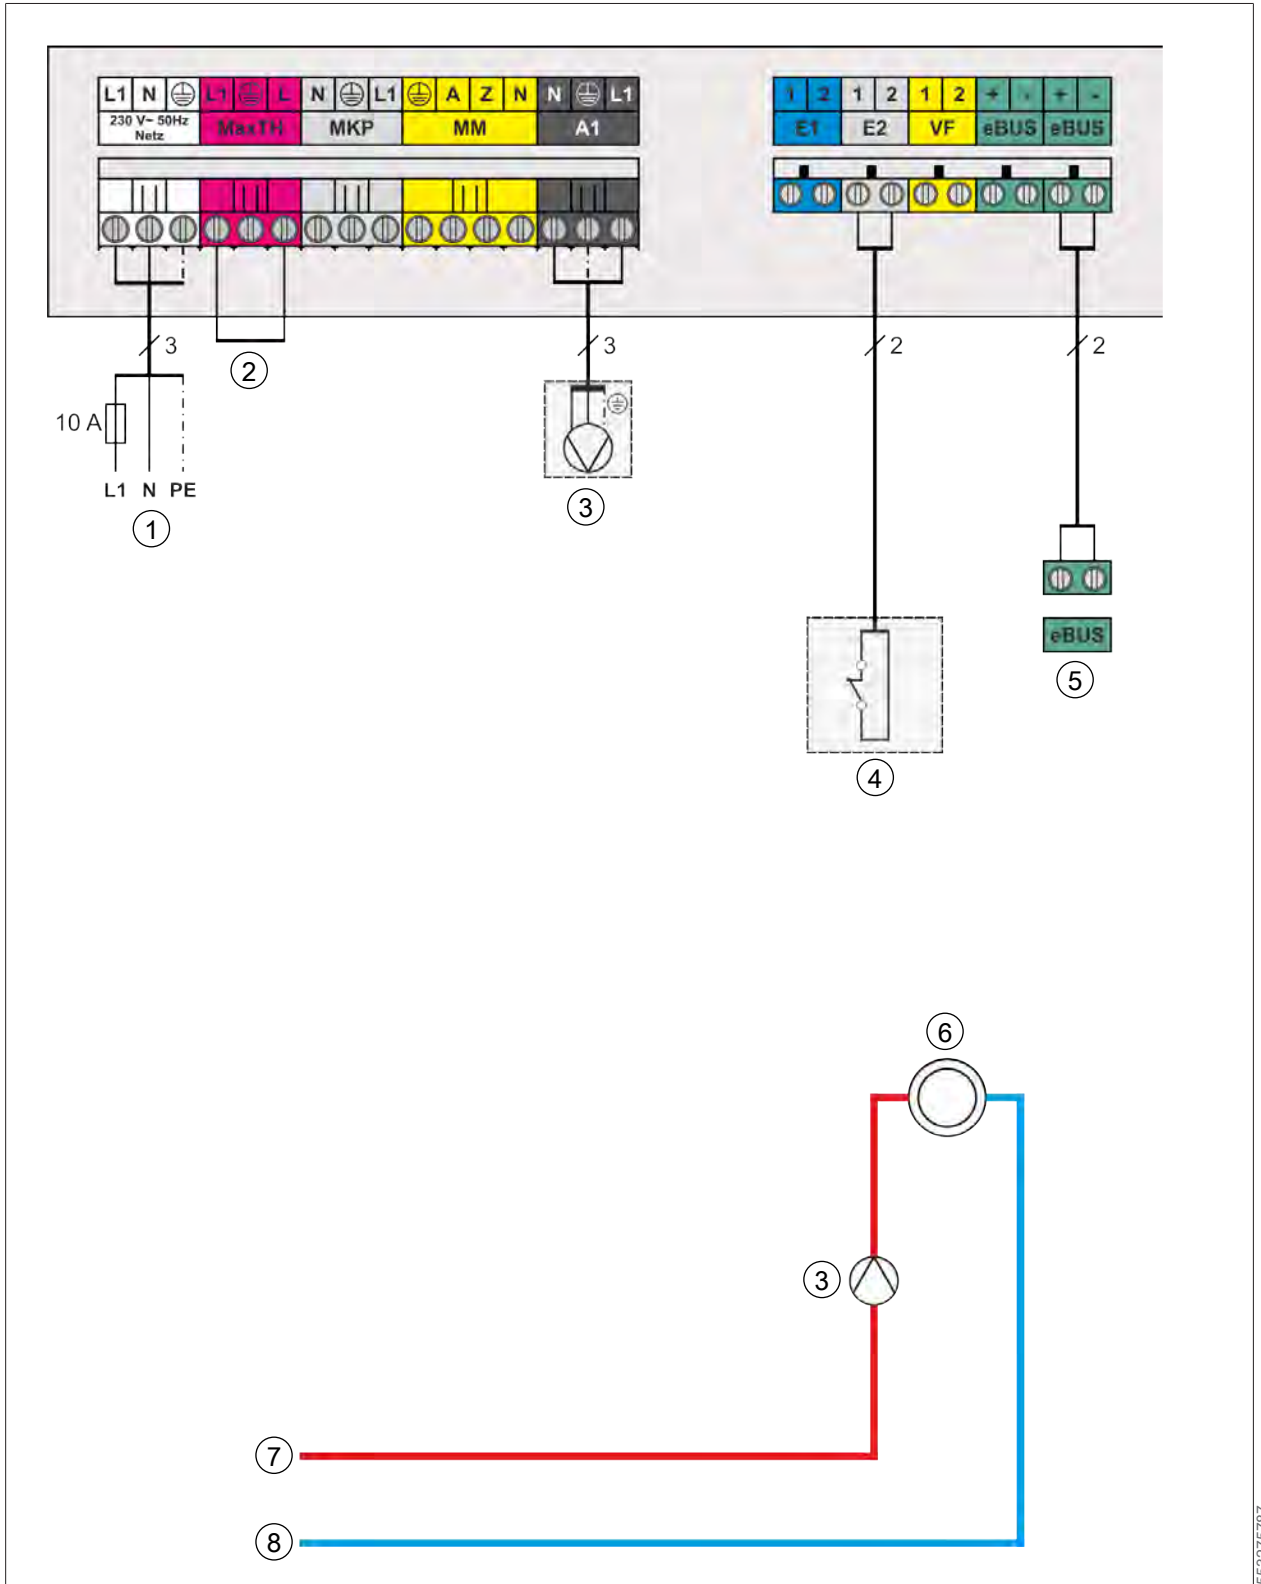 L1 N L1 L N L1 A Z N N L1 1 2 1 2 1 2 + - + -
230 V~ 50Hz
Netz
MaxTH MKP MM A1 E1 E2 VF eBUS eBUS
3 3 2 2
2
10 A
L1 N PE
1
3
eBUS
5
4
6
3
7
8